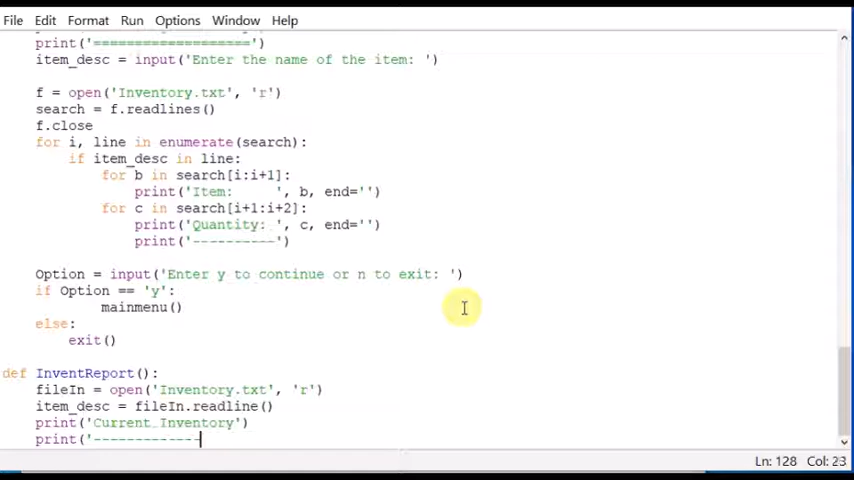 File Edit Format Run Options Window Help
print('===================')
item_desc = input('Enter the name of the item: ')
f = open('Inventory.txt', 'r')
search = f.readlines()
f.close
for i, line in enumerate(search):
if item_desc in line:
for b in search[i:i+1]:
print('Item:     ', b, end='')
for c in search[i+1:i+2]:
print('Quantity: ', c, end='')
print('----------')
Option = input('Enter y to continue or n to exit: ')
if Option == 'y':
mainmenu()
else:
exit()
def InventReport():
fileIn = open('Inventory.txt', 'r')
item_desc = fileIn.readline()
print('Current Inventory')
print('-------------
Ln: 128 Col: 23